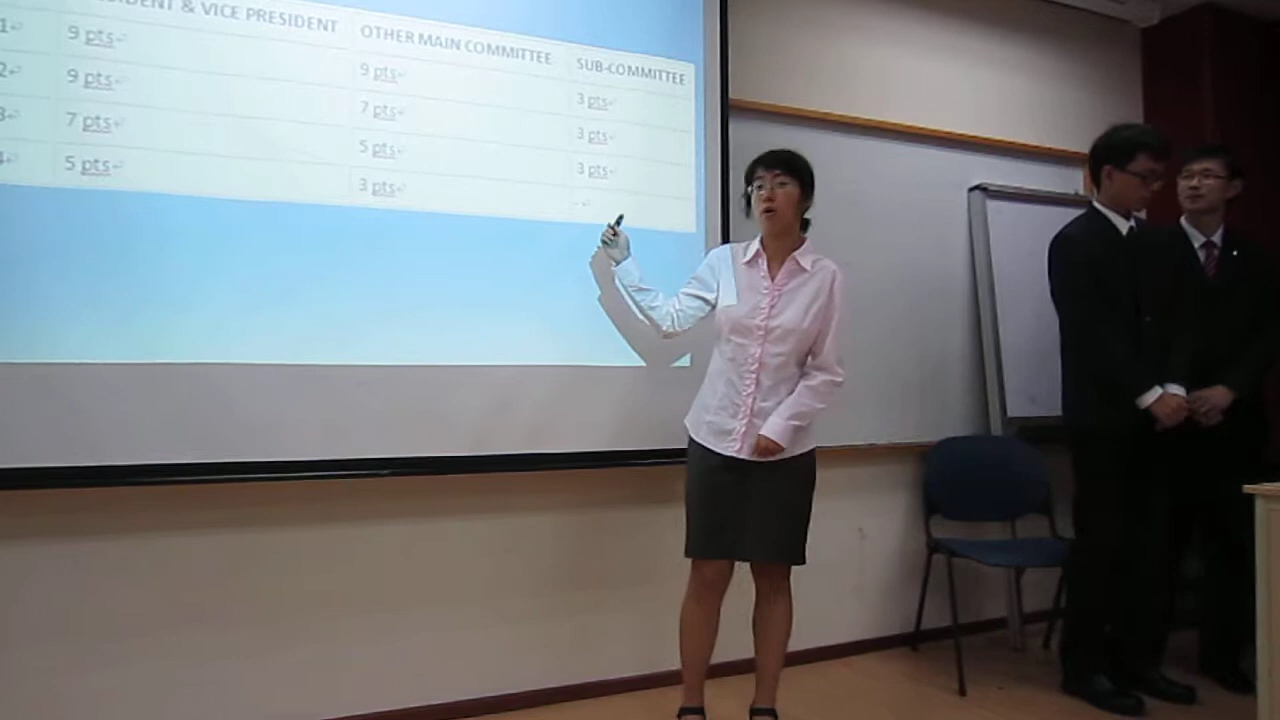 IDENT & VICE PRESIDENT OTHER MAIN COMMITTEE SUB-COMMITTEE
1 9 pts 9 pts 3 pts
2 9 pts 7 pts 3 pts
3 7 pts 5 pts 3 pts
4 5 pts 3 pts -